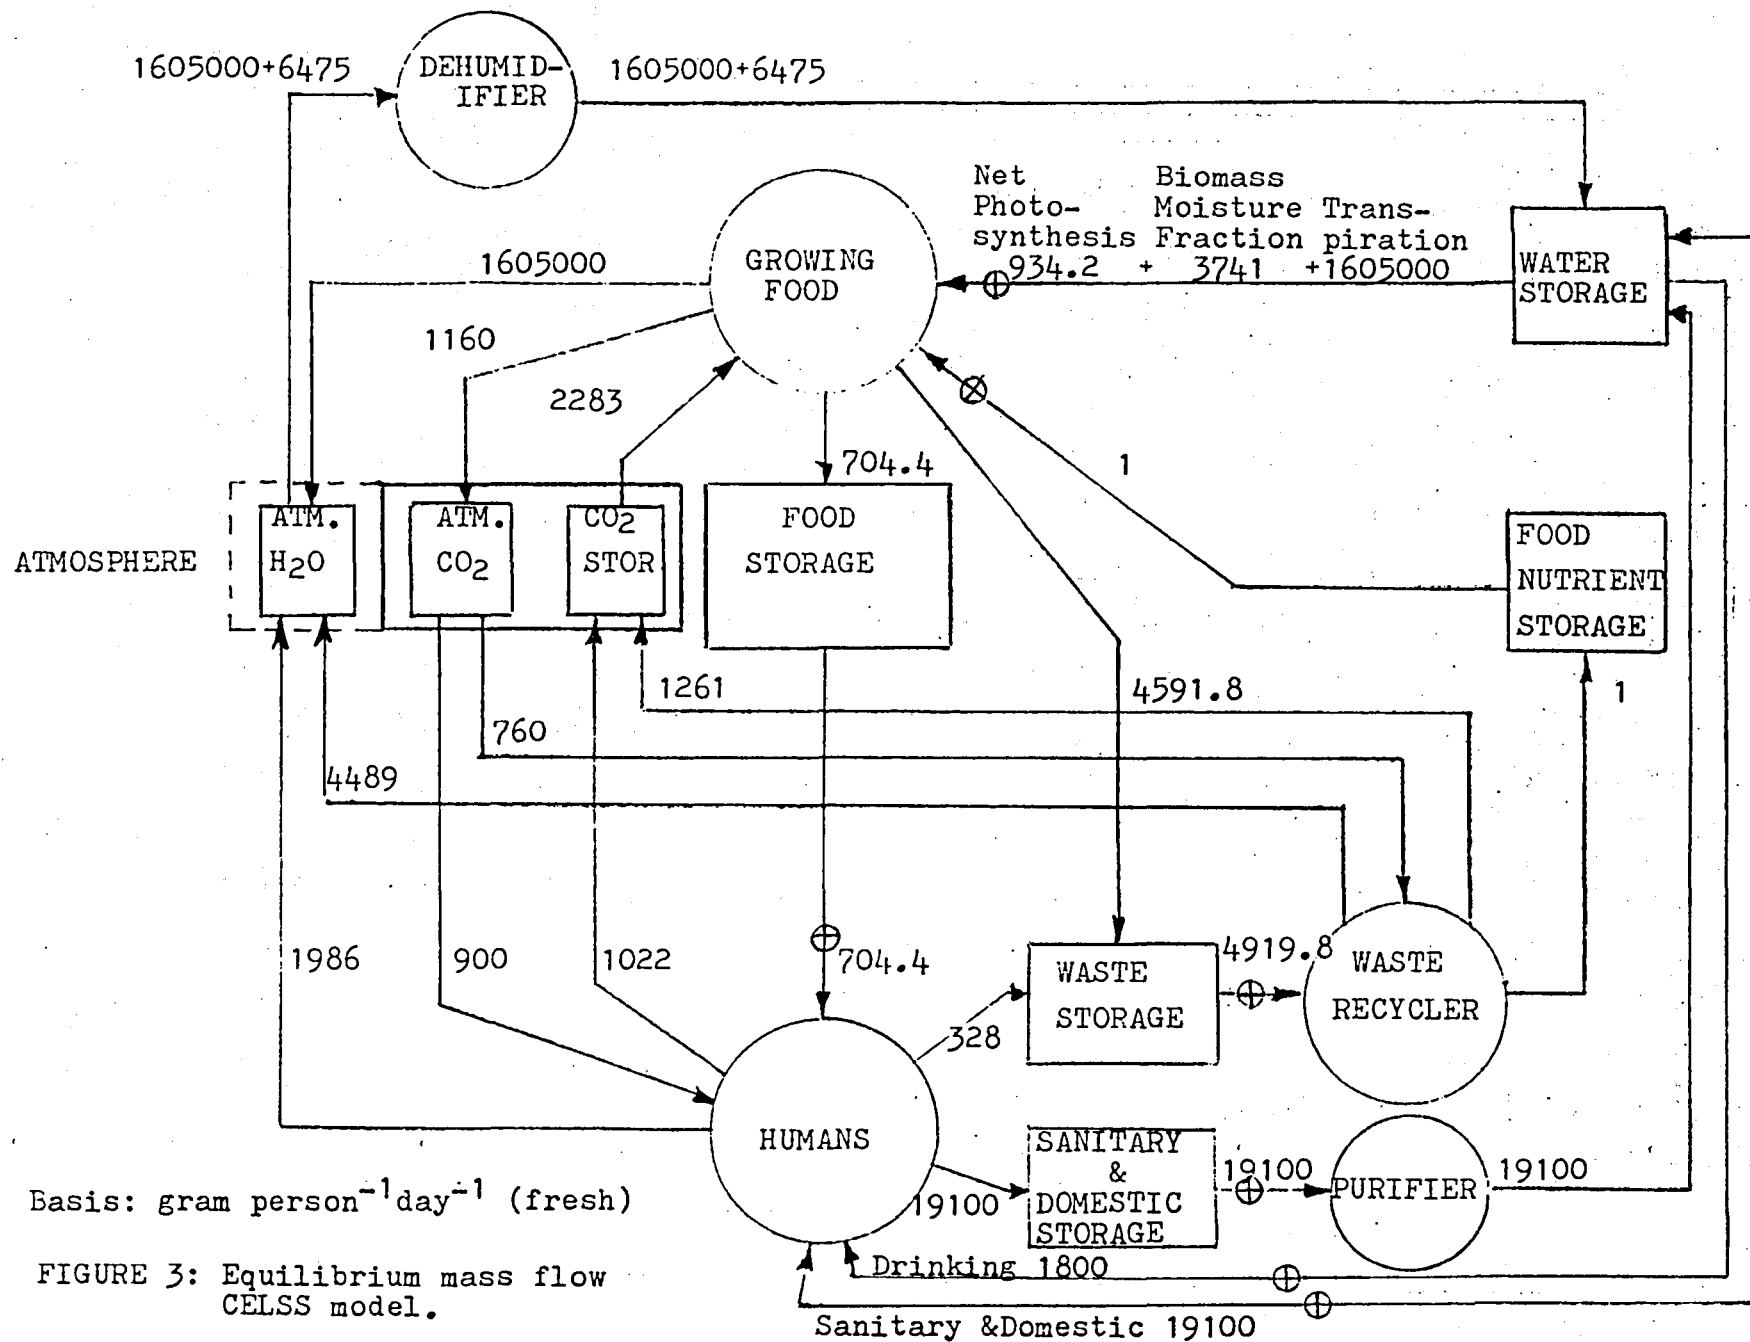 1605000+6475
DEHUMID-
IFIER
1605000+6475
Net
Photo-
synthesis
Biomass
Moisture
Fraction
Trans-
piration
934.2 + 3741 +1605000
1605000
GROWING
FOOD
WATER
STORAGE
1160
2283
704.4
1
ATMOSPHERE
ATM.
H2O
ATM.
CO2
CO2
STOR
FOOD
STORAGE
FOOD
NUTRIENT
STORAGE
1261
4591.8
1
760
4489
1986
900
1022
704.4
4919.8
WASTE
STORAGE
WASTE
RECYCLER
328
HUMANS
SANITARY
&
DOMESTIC
STORAGE
19100
19100
PURIFIER
19100
Basis: gram person-1day-1 (fresh)
Drinking 1800
FIGURE 3: Equilibrium mass flow
CELSS model.
Sanitary &Domestic 19100